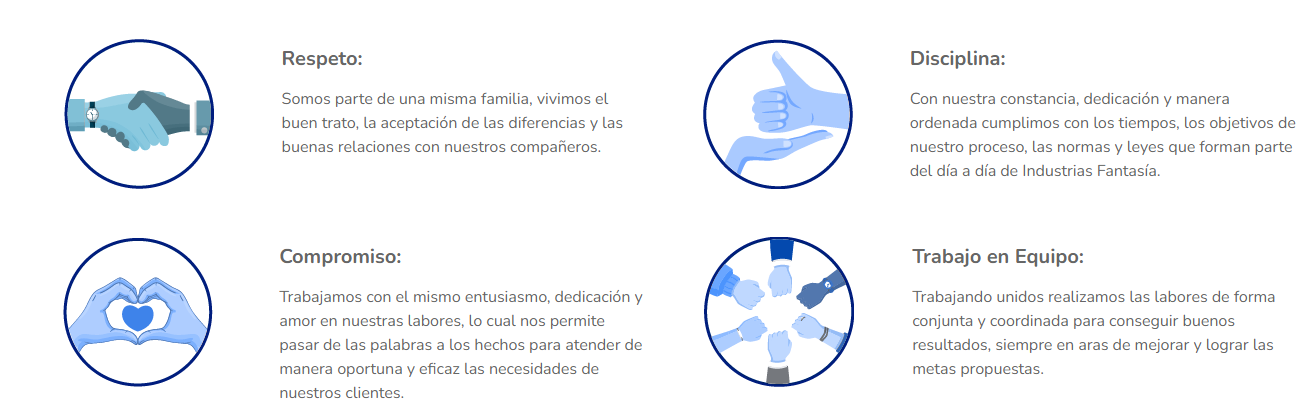 Respeto:
Somos parte de una misma familia, vivimos el
buen trato, la aceptación de las diferencias y las
buenas relaciones con nuestros compañeros.
Disciplina:
Con nuestra constancia, dedicación y manera
ordenada cumplimos con los tiempos, los objetivos de
nuestro proceso, las normas y leyes que forman parte
del día a día de Industrias Fantasía.
Compromiso:
Trabajamos con el mismo entusiasmo, dedicación y
amor en nuestras labores, lo cual nos permite
pasar de las palabras a los hechos para atender de
manera oportuna y eficaz las necesidades de
nuestros clientes.
Trabajo en Equipo:
Trabajando unidos realizamos las labores de forma
conjunta y coordinada para conseguir buenos
resultados, siempre en aras de mejorar y lograr las
metas propuestas.